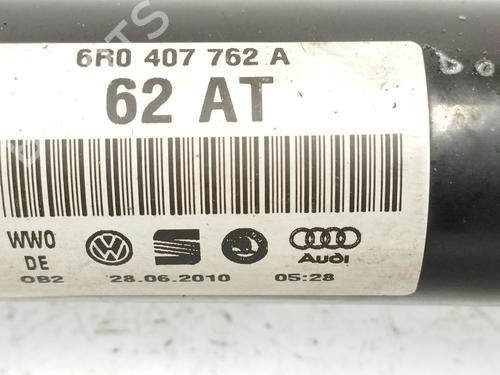 6R0 407 762 A
62 AT
WWO
DE
AUDI
OB2 28.06.2010 05:28